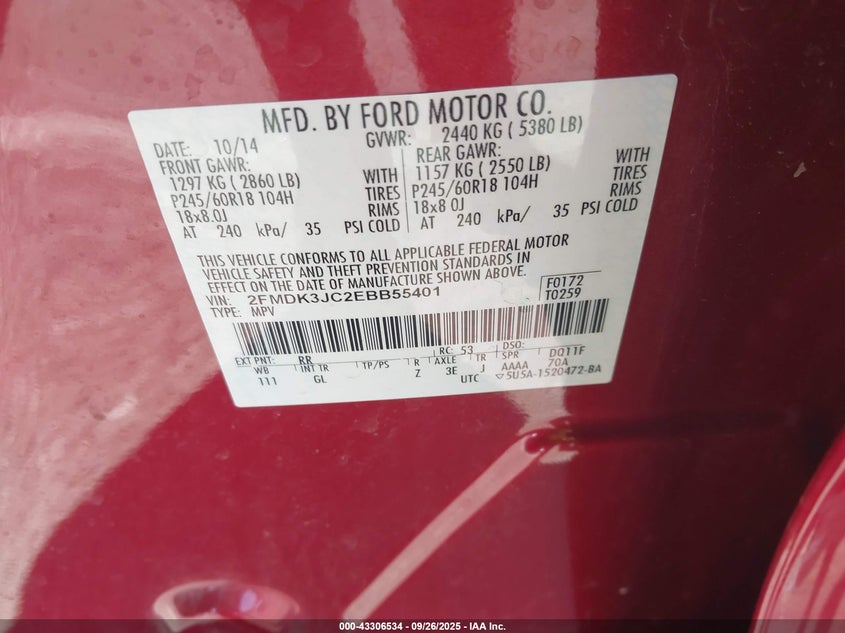 MFD. BY FORD MOTOR CO.
DATE: 10/14 GVWR: 2440 KG ( 5380 LB)
FRONT GAWR: REAR GAWR:
1297 KG ( 2860 LB) WITH 1157 KG ( 2550 LB) WITH
P245/60R18 104H TIRES P245/60R18 104H TIRES
18x8.0J RIMS 18x8.0J RIMS
AT 240 kPa/ 35 PSI COLD AT 240 kPa/ 35 PSI COLD
THIS VEHICLE CONFORMS TO ALL APPLICABLE FEDERAL MOTOR
VEHICLE SAFETY AND THEFT PREVENTION STANDARDS IN
EFFECT ON THE DATE OF MANUFACTURE SHOWN ABOVE.
VIN: 2FMDK3JC2EBB55401 F0172
TYPE: MPV T0259
EXT PNT: RR RC: 53 DSO:
WB INT TR TP/PS R AXLE TR SPR DQ11F
111 GL Z 3E J AAAA 70A
UTC ▽5U5A-1520472-BA
000-43306534 | 09/26/2025 - IAA Inc.